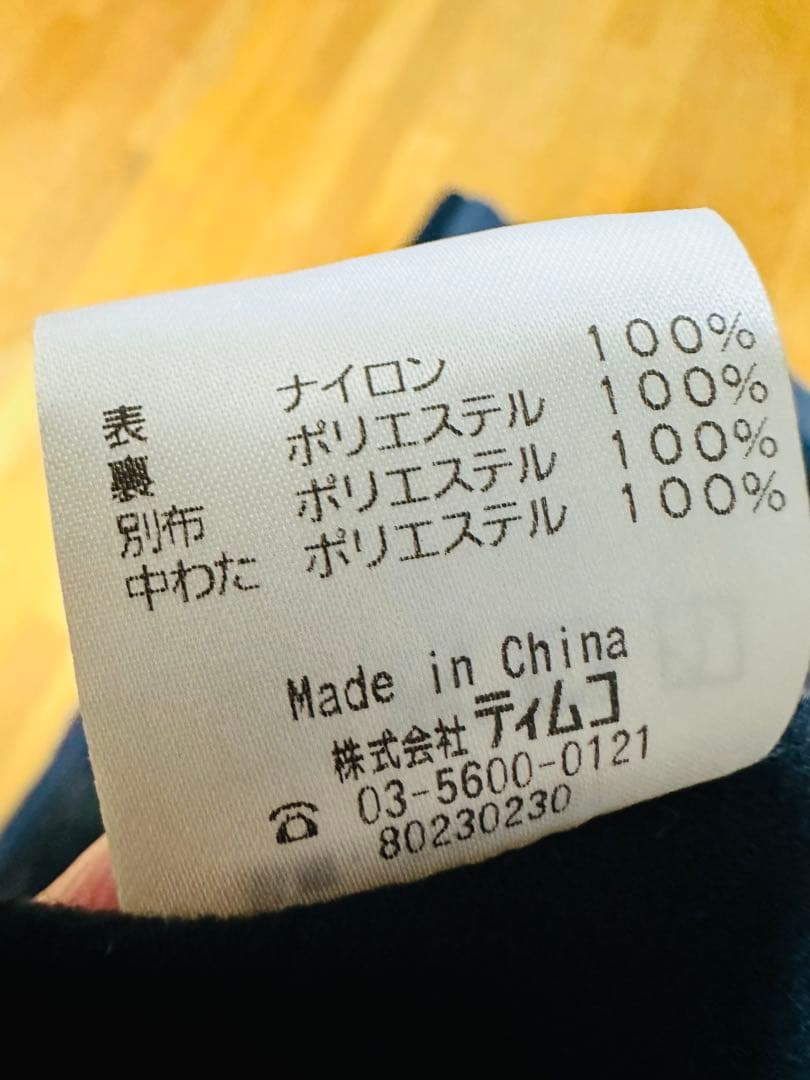 表 ナイロン 100%
裏 ポリエステル 100%
別布 ポリエステル 100%
中わた ポリエステル 100%
Made in China
株式会社 ティムコ
☎ 03-5600-0121
80230230